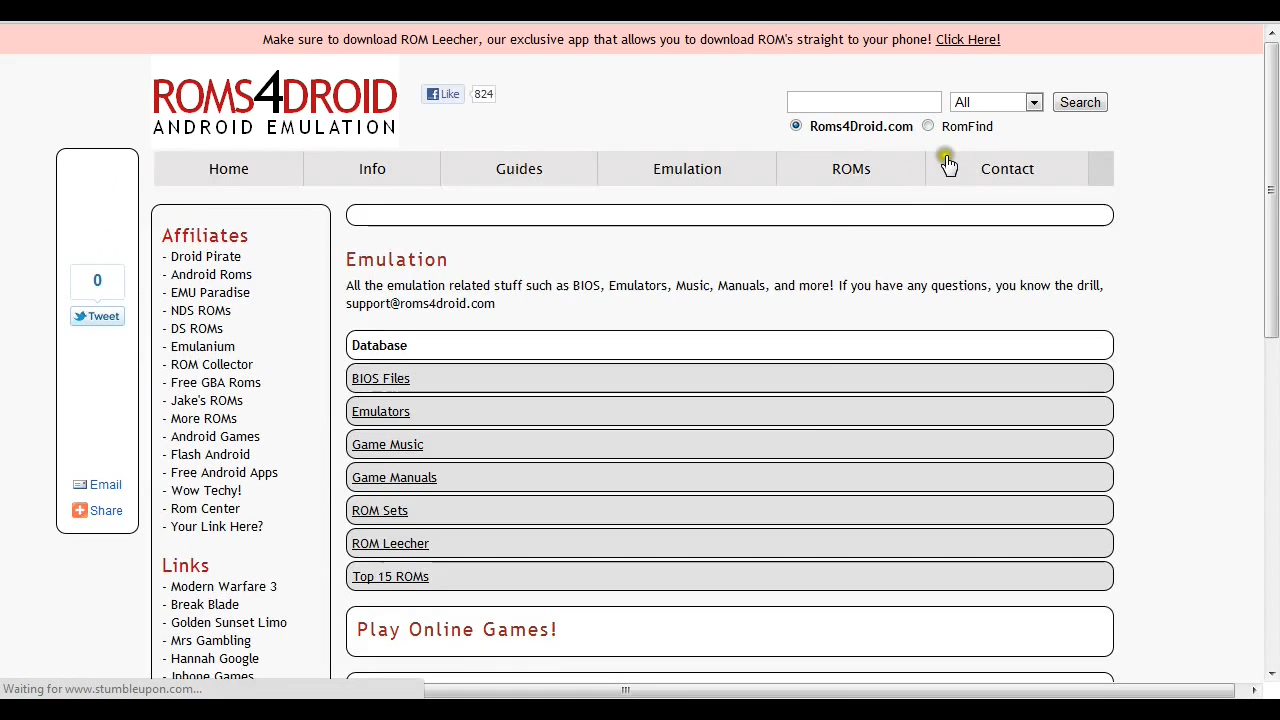 Make sure to download ROM Leecher, our exclusive app that allows you to download ROM's straight to your phone! Click Here!
ROMS4DROID
ANDROID EMULATION
Like 824
All
Search
Roms4Droid.com
RomFind
Home
Info
Guides
Emulation
ROMs
Contact
0
Tweet
Email
Share
Affiliates
- Droid Pirate
- Android Roms
- EMU Paradise
- NDS ROMs
- DS ROMs
- Emulanium
- ROM Collector
- Free GBA Roms
- Jake's ROMs
- More ROMs
- Android Games
- Flash Android
- Free Android Apps
- Wow Techy!
- Rom Center
- Your Link Here?
Links
- Modern Warfare 3
- Break Blade
- Golden Sunset Limo
- Mrs Gambling
- Hannah Google
- Iphone Games
Emulation
All the emulation related stuff such as BIOS, Emulators, Music, Manuals, and more! If you have any questions, you know the drill,
support@roms4droid.com
Database
BIOS Files
Emulators
Game Music
Game Manuals
ROM Sets
ROM Leecher
Top 15 ROMs
Play Online Games!
Waiting for www.stumbleupon.com...